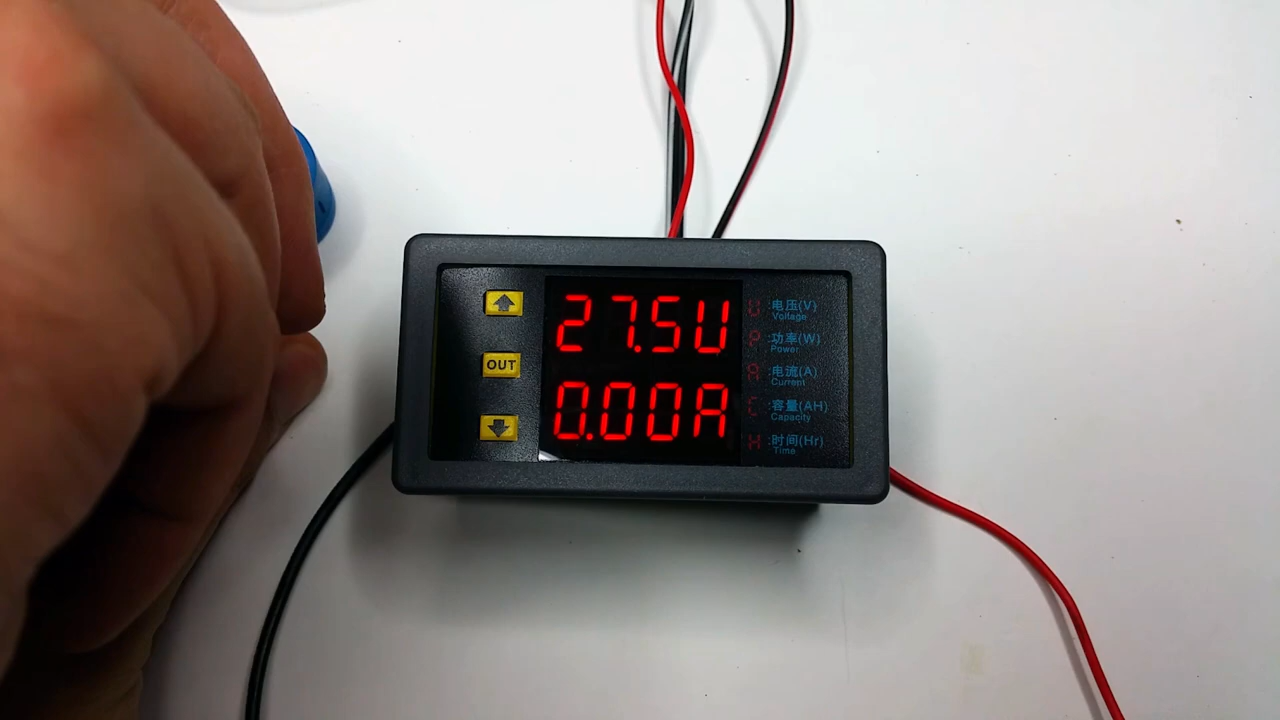 27.5U
0.00A
OUT
U :电压(V)
Voltage
P :功率(W)
Power
A :电流(A)
Current
C :容量(AH)
Capacity
H :时间(Hr)
Time